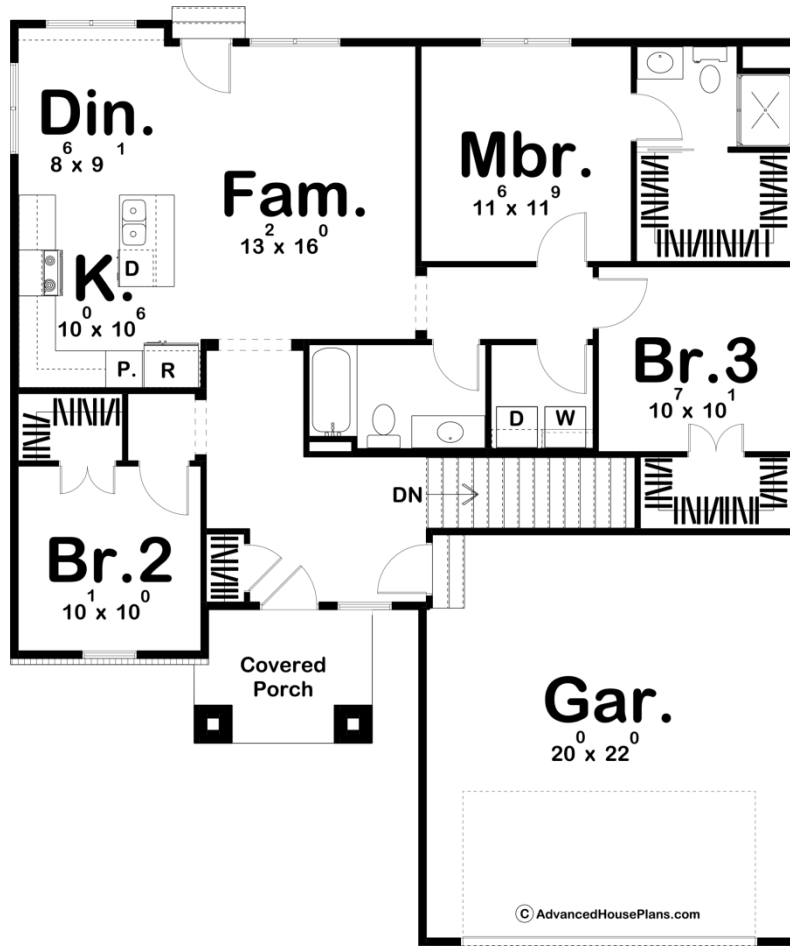 Din.
8⁶ x 9¹
Fam.
13² x 16⁰
Mbr.
11⁶ x 11⁹
D
K.
10⁰ x 10⁶
P. R
Br.3
10⁷ x 10¹
D W
DN
Br.2
10¹ x 10⁰
Covered
Porch
Gar.
20⁰ x 22⁰
© AdvancedHousePlans.com